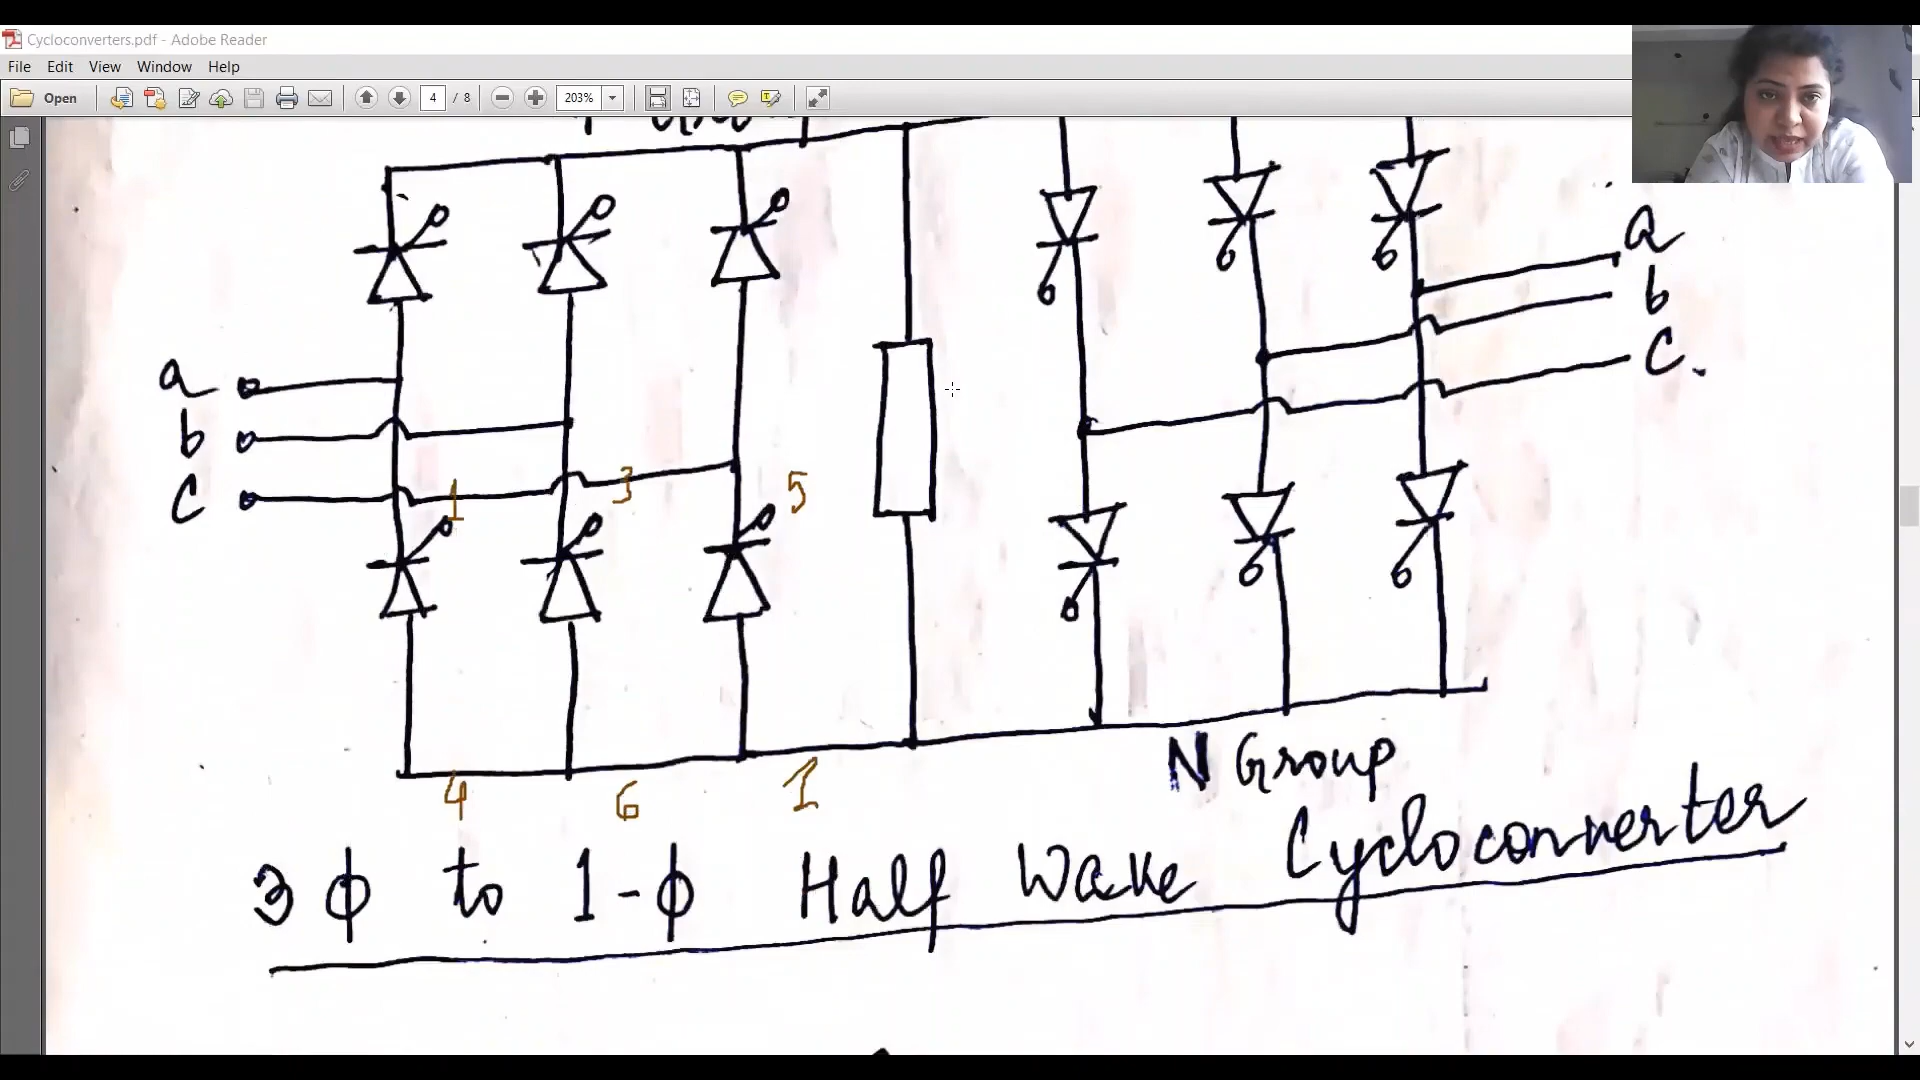 Cycloconverters.pdf - Adobe Reader
File Edit View Window Help
Open 4 / 8 203%
a
b
c
a
b
c.
1 3 5
4 6 1
N Group
3 ϕ to 1-ϕ Half Wave Cycloconverter